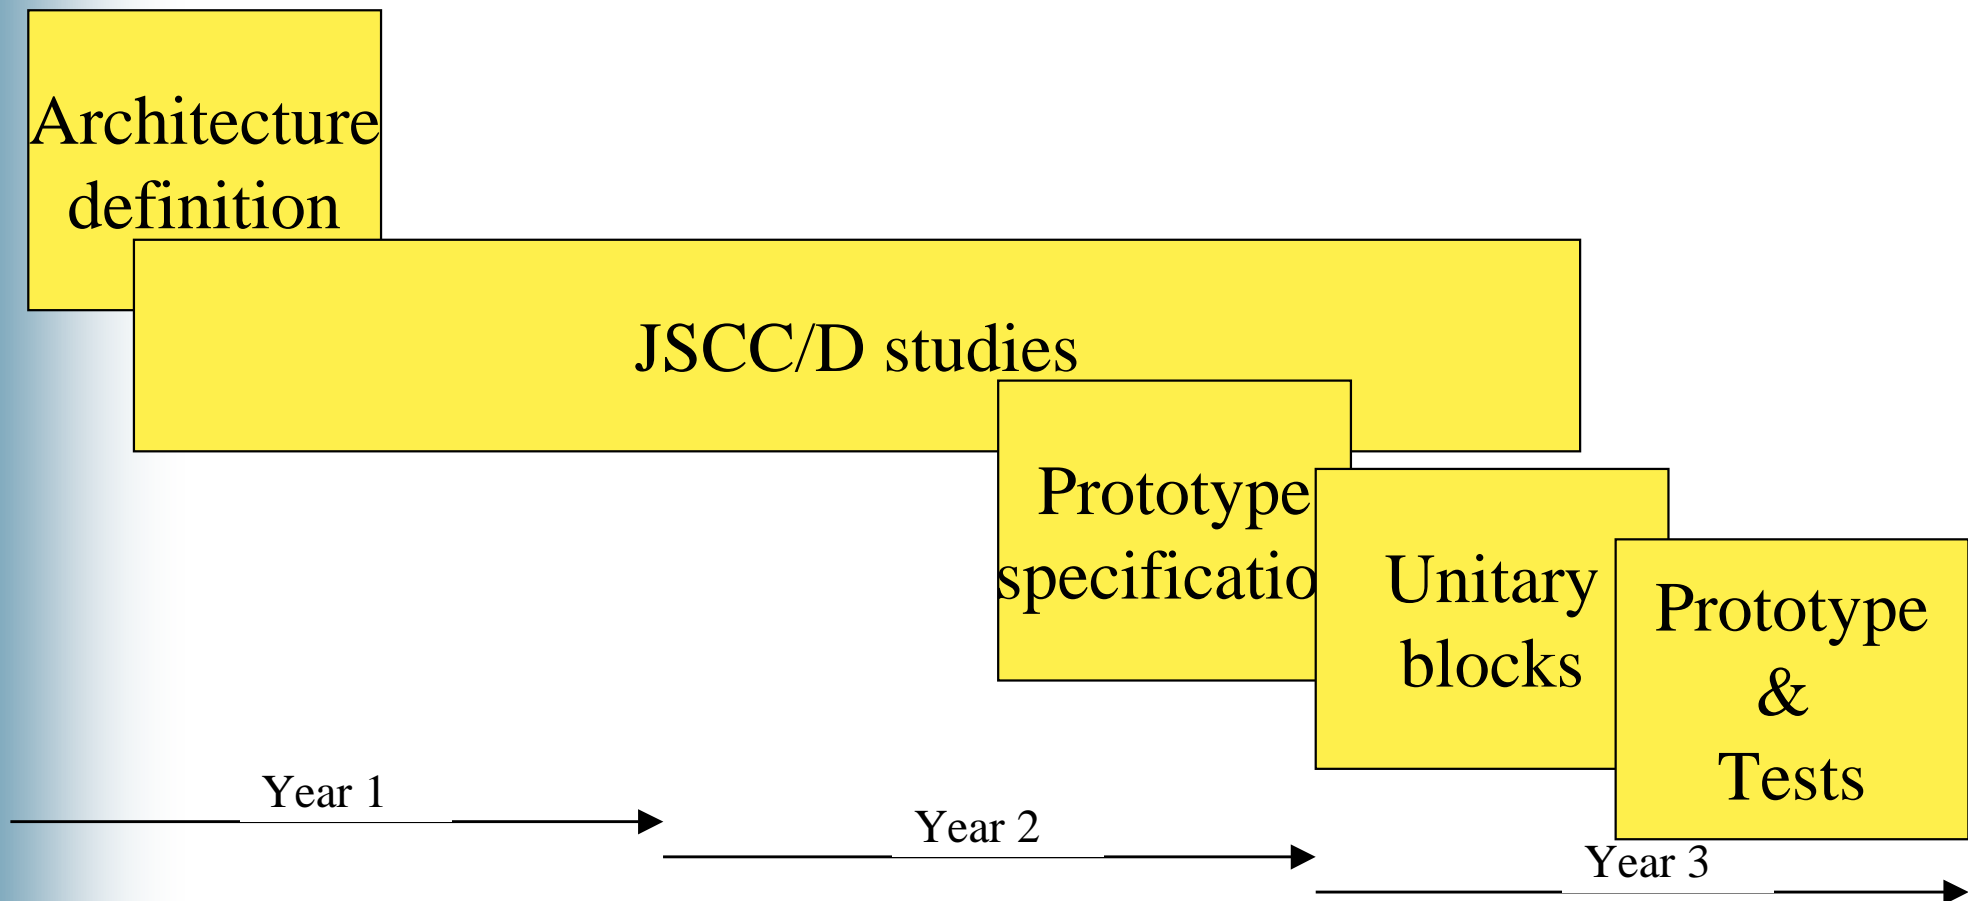 Architecture
definition
JSCC/D studies
Prototype
specificatio
Unitary
blocks
Prototype
&
Tests
Year 1
Year 2
Year 3